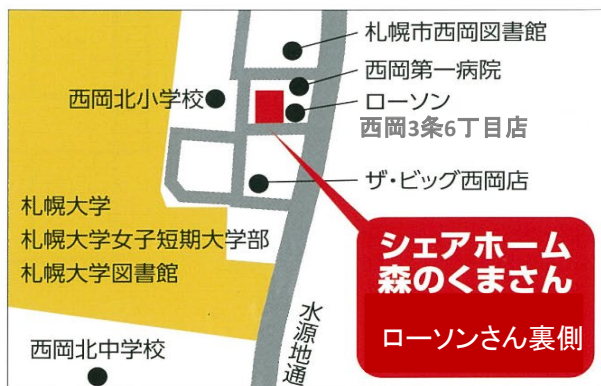 札幌市西岡図書館
西岡第一病院
西岡北小学校
ローソン
西岡3条6丁目店
ザ・ビッグ西岡店
札幌大学
札幌大学女子短期大学部
札幌大学図書館
シェアホーム
森のくまさん
ローソンさん裏側
水源地通
西岡北中学校